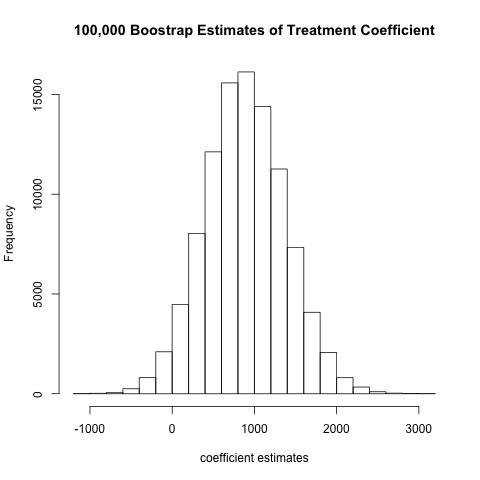 100,000 Boostrap Estimates of Treatment Coefficient
Frequency
15000
10000
5000
0
-1000 0 1000 2000 3000
coefficient estimates